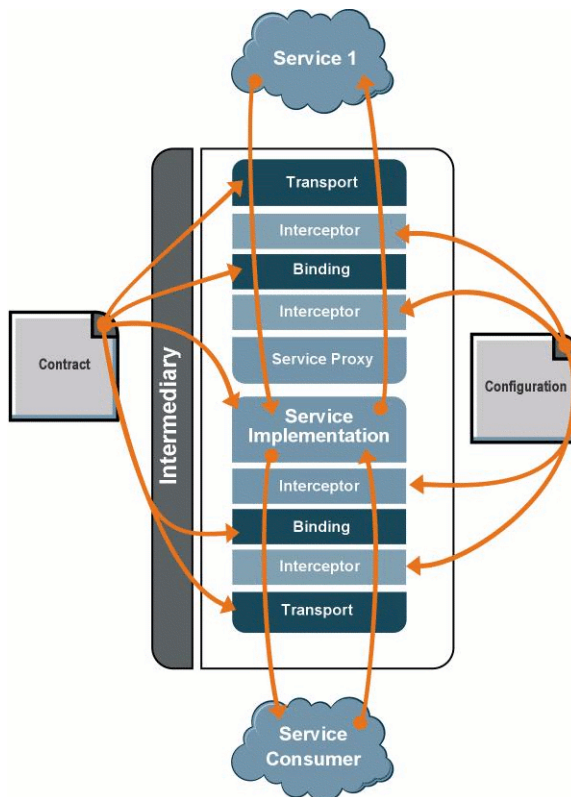 Service 1
Transport
Interceptor
Binding
Interceptor
Service Proxy
Contract
Intermediary
Configuration
Service
Implementation
Interceptor
Binding
Interceptor
Transport
Service
Consumer